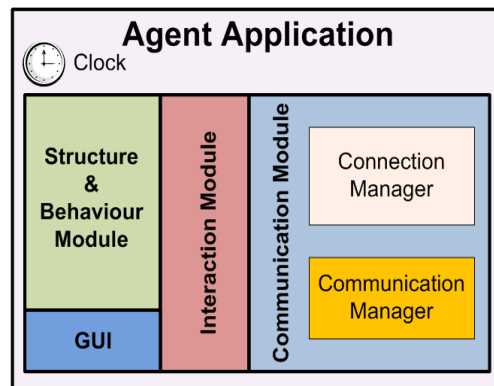 Agent Application
Clock
Structure
&
Behaviour
Module
GUI
Interaction Module
Communication Module
Connection
Manager
Communication
Manager